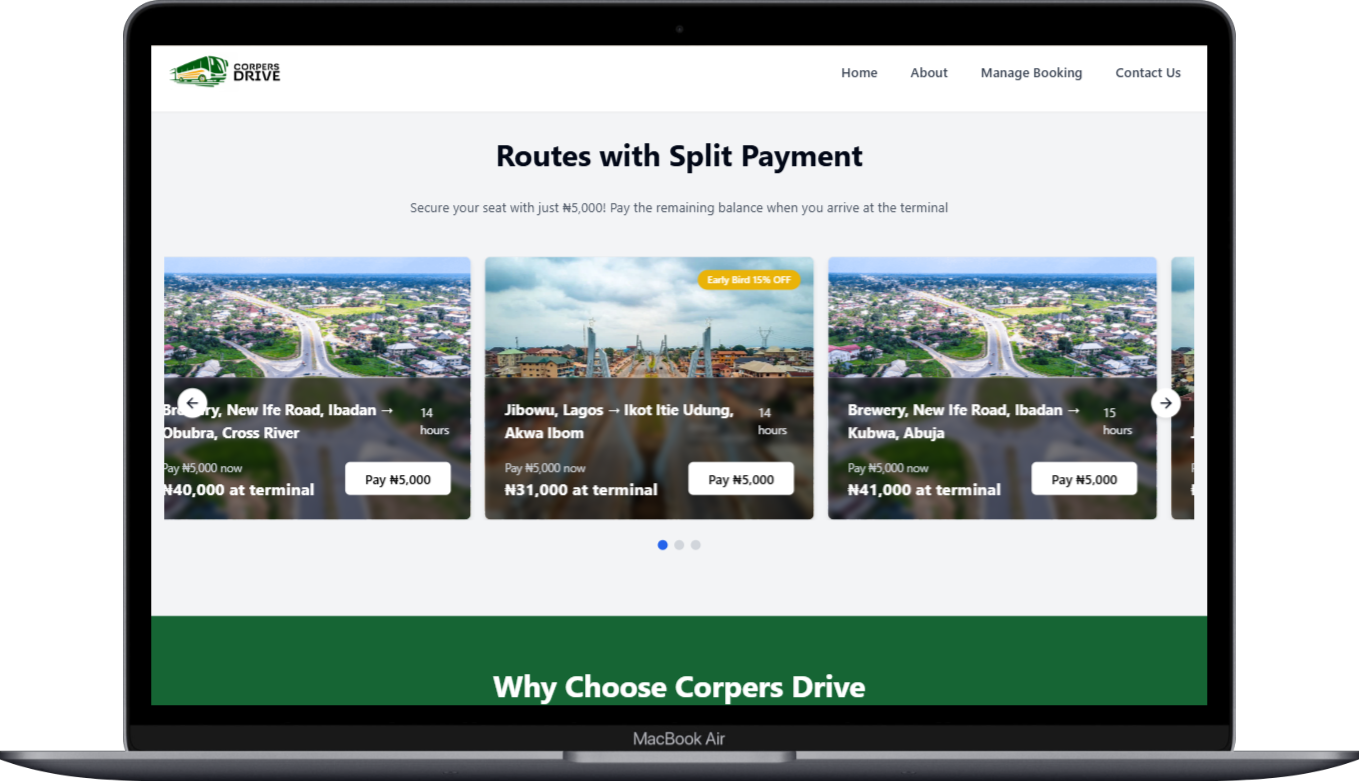 CORPERS
DRIVE
Home
About
Manage Booking
Contact Us
Routes with Split Payment
Secure your seat with just ₦5,000! Pay the remaining balance when you arrive at the terminal
ry, New Ife Road, Ibadan →
Obubra, Cross River
14
hours
Pay ₦5,000 now
₦40,000 at terminal
Pay ₦5,000
Early Bird 15% OFF
Jibowu, Lagos → Ikot Itie Udung,
Akwa Ibom
14
hours
Pay ₦5,000 now
₦31,000 at terminal
Pay ₦5,000
Brewery, New Ife Road, Ibadan →
Kubwa, Abuja
15
hours
Pay ₦5,000 now
₦41,000 at terminal
Pay ₦5,000
Why Choose Corpers Drive
MacBook Air